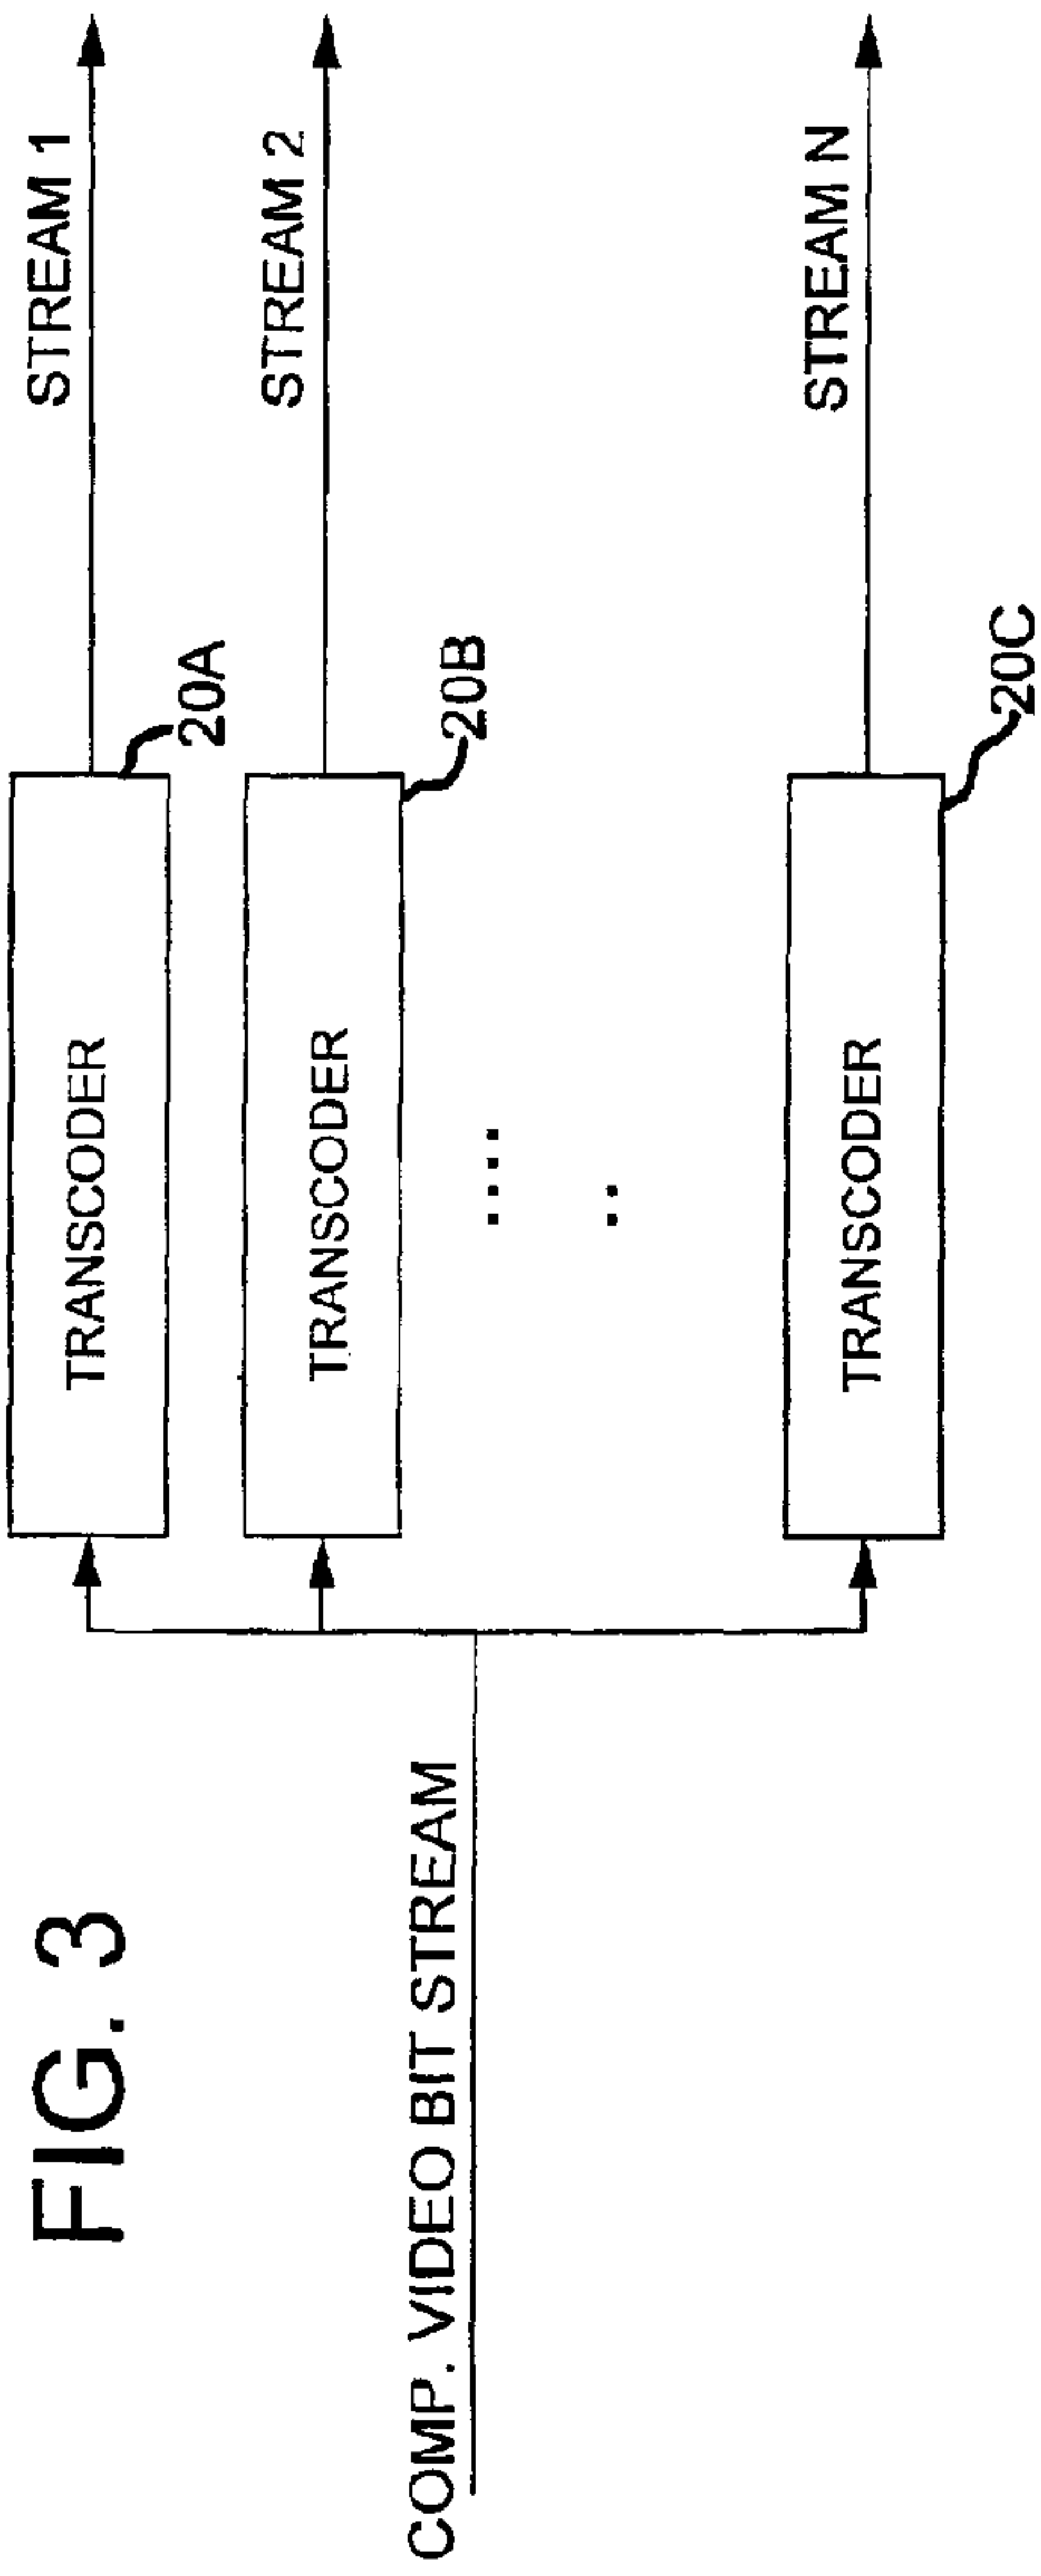 FIG. 3
COMP. VIDEO BIT STREAM
TRANSCODER
20A
STREAM 1
TRANSCODER
20B
STREAM 2
....
..
TRANSCODER
20C
STREAM N